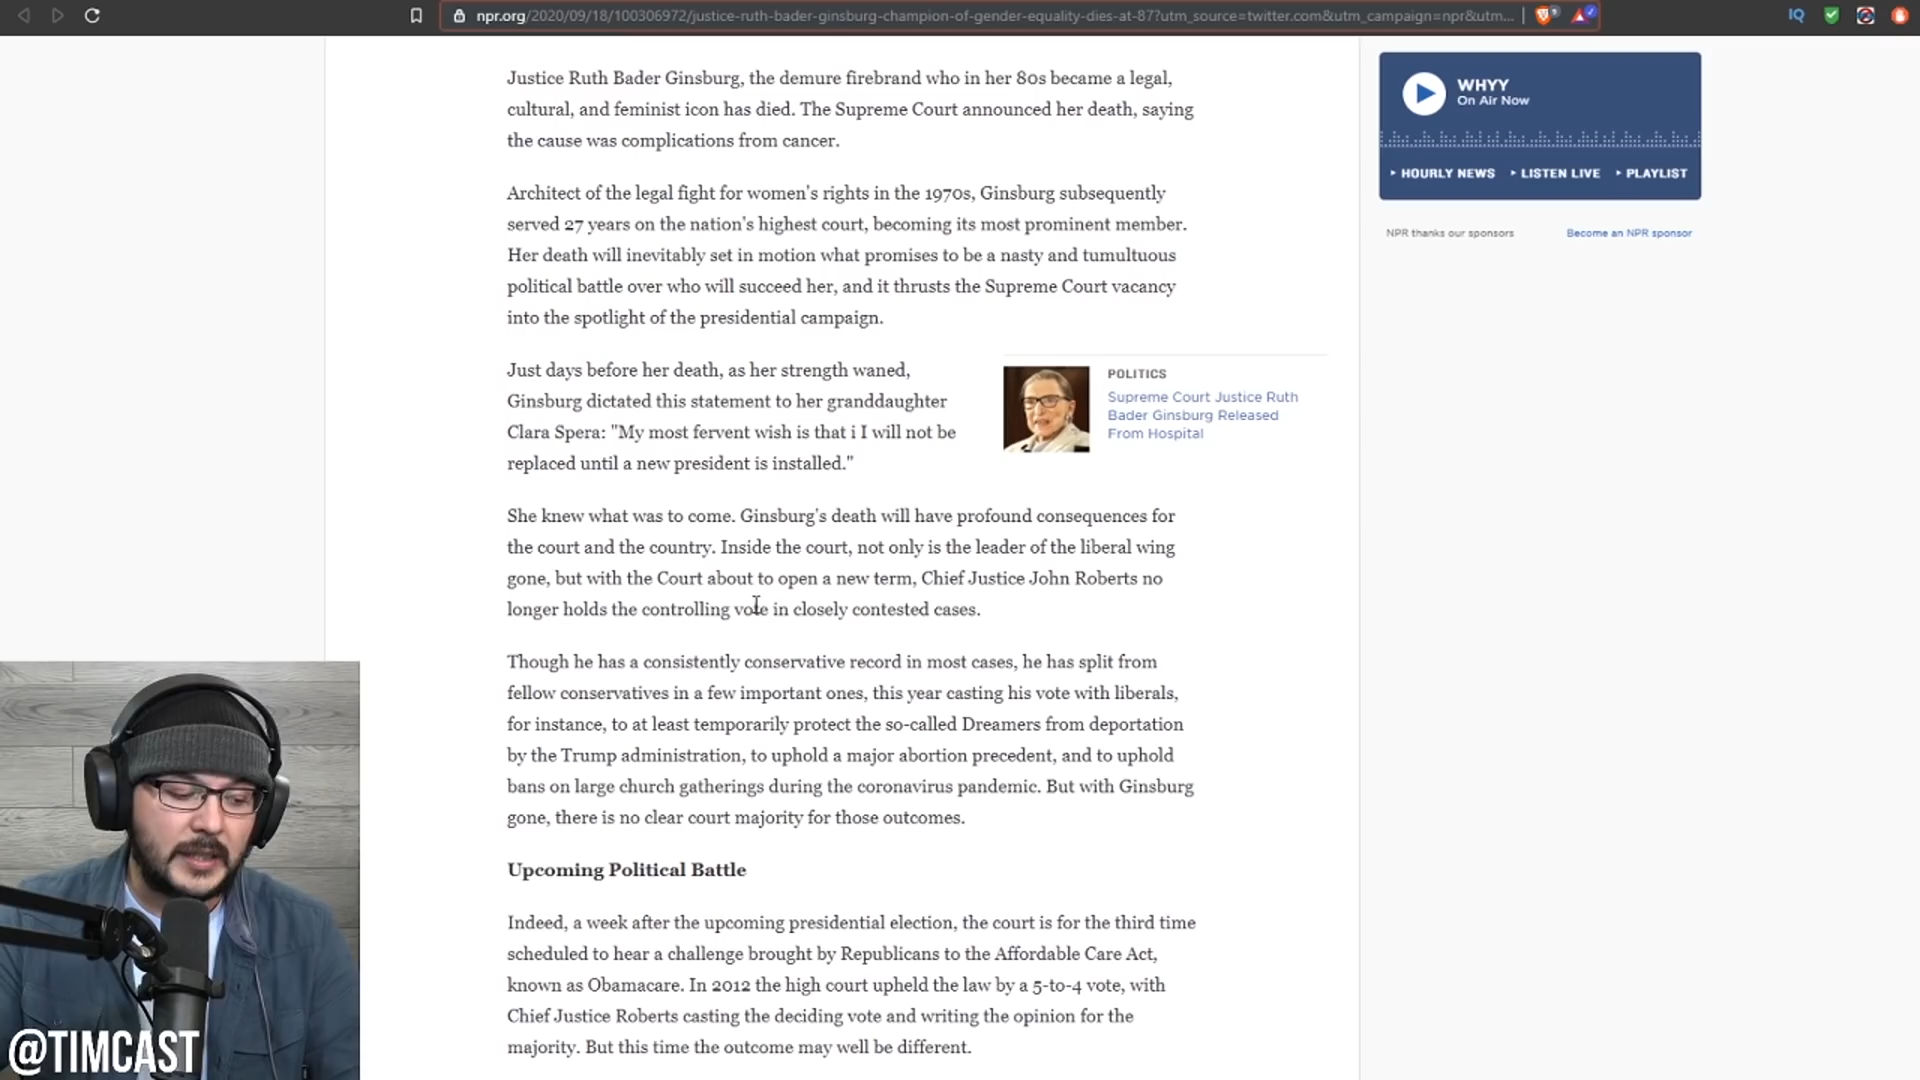 npr.org/2020/09/18/100306972/justice-ruth-bader-ginsburg-champion-of-gender-equality-dies-at-87?utm_source=twitter.com&utm_campaign=npr&utm...
IQ
Justice Ruth Bader Ginsburg, the demure firebrand who in her 80s became a legal,
cultural, and feminist icon has died. The Supreme Court announced her death, saying
the cause was complications from cancer.
Architect of the legal fight for women's rights in the 1970s, Ginsburg subsequently
served 27 years on the nation's highest court, becoming its most prominent member.
Her death will inevitably set in motion what promises to be a nasty and tumultuous
political battle over who will succeed her, and it thrusts the Supreme Court vacancy
into the spotlight of the presidential campaign.
Just days before her death, as her strength waned,
Ginsburg dictated this statement to her granddaughter
Clara Spera: "My most fervent wish is that i I will not be
replaced until a new president is installed."
POLITICS
Supreme Court Justice Ruth
Bader Ginsburg Released
From Hospital
She knew what was to come. Ginsburg's death will have profound consequences for
the court and the country. Inside the court, not only is the leader of the liberal wing
gone, but with the Court about to open a new term, Chief Justice John Roberts no
longer holds the controlling vote in closely contested cases.
Though he has a consistently conservative record in most cases, he has split from
fellow conservatives in a few important ones, this year casting his vote with liberals,
for instance, to at least temporarily protect the so-called Dreamers from deportation
by the Trump administration, to uphold a major abortion precedent, and to uphold
bans on large church gatherings during the coronavirus pandemic. But with Ginsburg
gone, there is no clear court majority for those outcomes.
Upcoming Political Battle
Indeed, a week after the upcoming presidential election, the court is for the third time
scheduled to hear a challenge brought by Republicans to the Affordable Care Act,
known as Obamacare. In 2012 the high court upheld the law by a 5-to-4 vote, with
Chief Justice Roberts casting the deciding vote and writing the opinion for the
majority. But this time the outcome may well be different.
WHYY
On Air Now
HOURLY NEWS LISTEN LIVE PLAYLIST
NPR thanks our sponsors Become an NPR sponsor
@TIMCAST